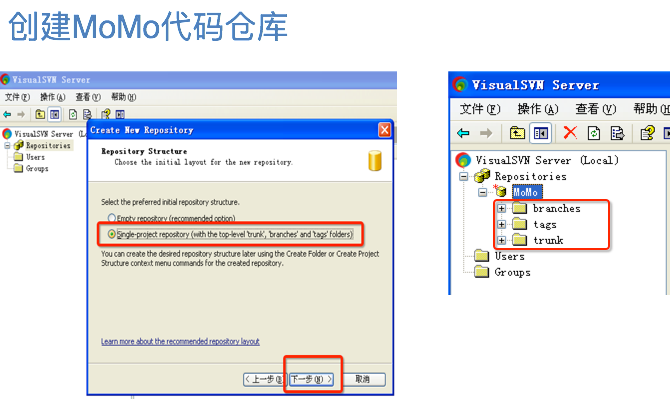 创建MoMo代码仓库
VisualSVN Server
文件(F) 操作(A) 查看(V) 帮助(H)
VisualSVN Server (L
Repositories
Users
Groups
Create New Repository
Repository Structure
Choose the initial layout for the new repository.
Select the preferred initial repository structure.
Empty repository (recommended option)
Single-project repository (with the top-level 'trunk', 'branches' and 'tags' folders)
You can create the desired repository structure later using the Create Folder or Create Project
Structure context menu commands for the created repository.
Learn more about the recommended repository layout
<上一步(B) 下一步(N) > 取消
VisualSVN Server
文件(F) 操作(A) 查看(V) 帮助(H
VisualSVN Server (Local)
Repositories
MoMo
branches
tags
trunk
Users
Groups